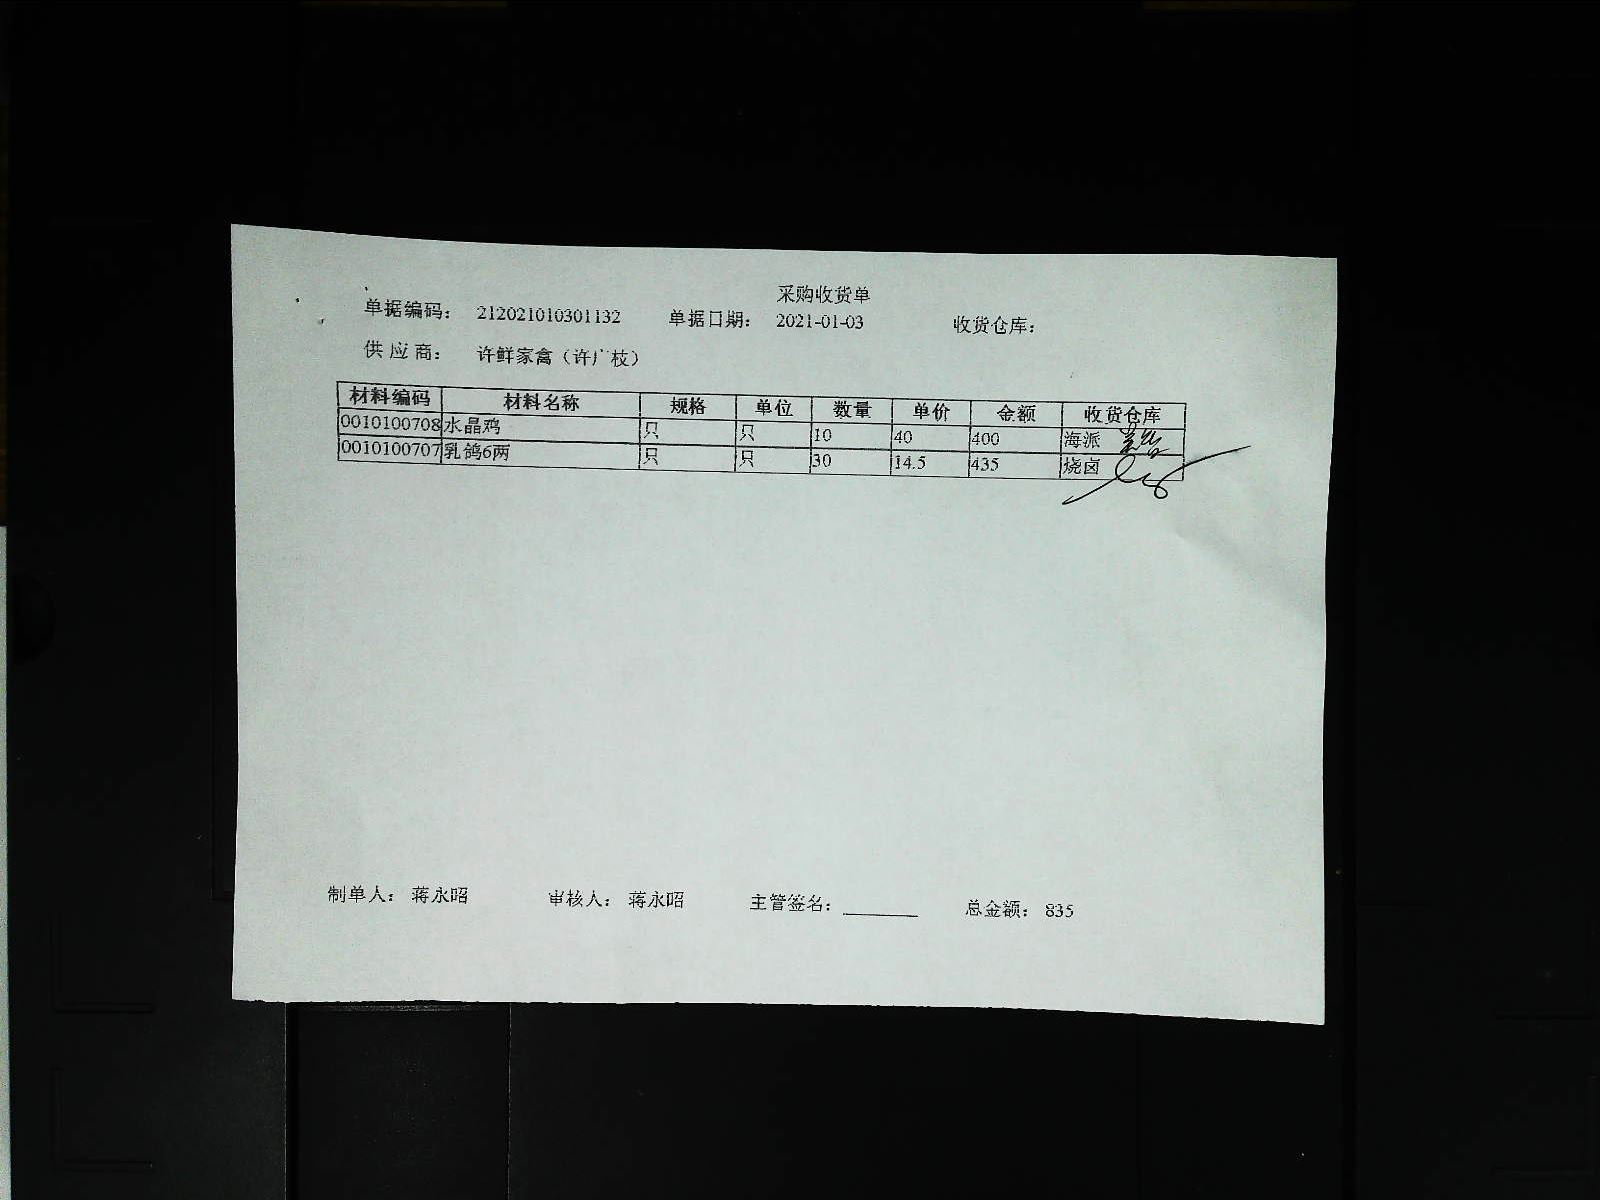 采购收货单
单据编码： 212021010301132 单据日期： 2021-01-03 收货仓库：
供 应 商： 许鲜家禽（许广枝）
材料编码 材料名称 规格 单位 数量 单价 金额 收货仓库
0010100708 水晶鸡 只 只 10 40 400 海派
0010100707 乳鸽6两 只 只 30 14.5 435 烧卤
制单人： 蒋永昭 审核人： 蒋永昭 主管签名： 总金额： 835